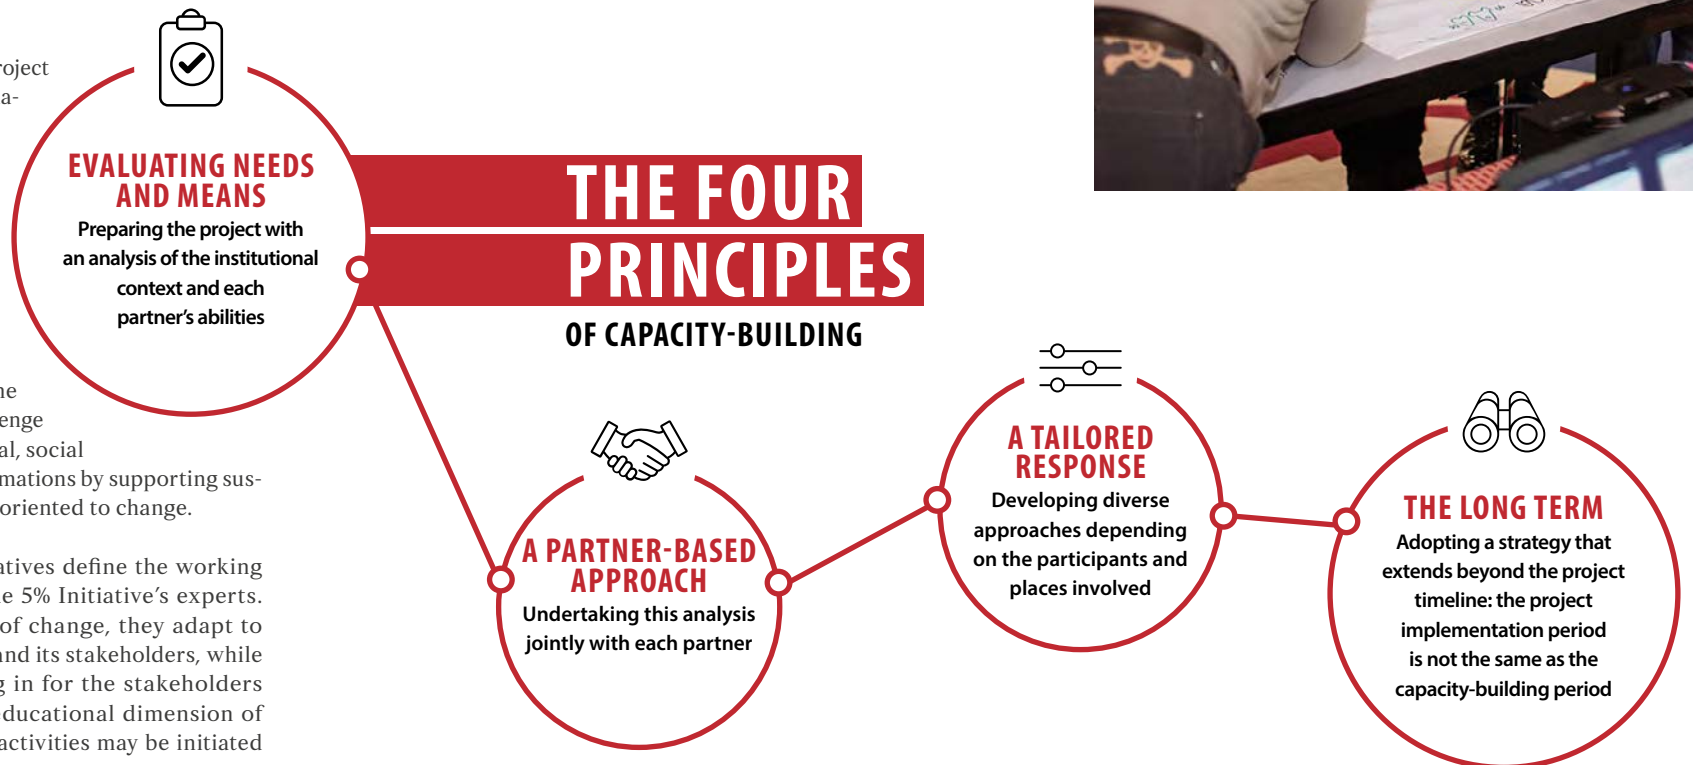 roject
a-
EVALUATING NEEDS
AND MEANS
Preparing the project with
an analysis of the institutional
context and each
partner’s abilities
THE FOUR
PRINCIPLES
OF CAPACITY-BUILDING
ne
enge
al, social
mations by supporting sus-
oriented to change.
atives define the working
e 5% Initiative’s experts.
of change, they adapt to
and its stakeholders, while
g in for the stakeholders
educational dimension of
activities may be initiated
A PARTNER-BASED
APPROACH
Undertaking this analysis
jointly with each partner
A TAILORED
RESPONSE
Developing diverse
approaches depending
on the participants and
places involved
THE LONG TERM
Adopting a strategy that
extends beyond the project
timeline: the project
implementation period
is not the same as the
capacity-building period